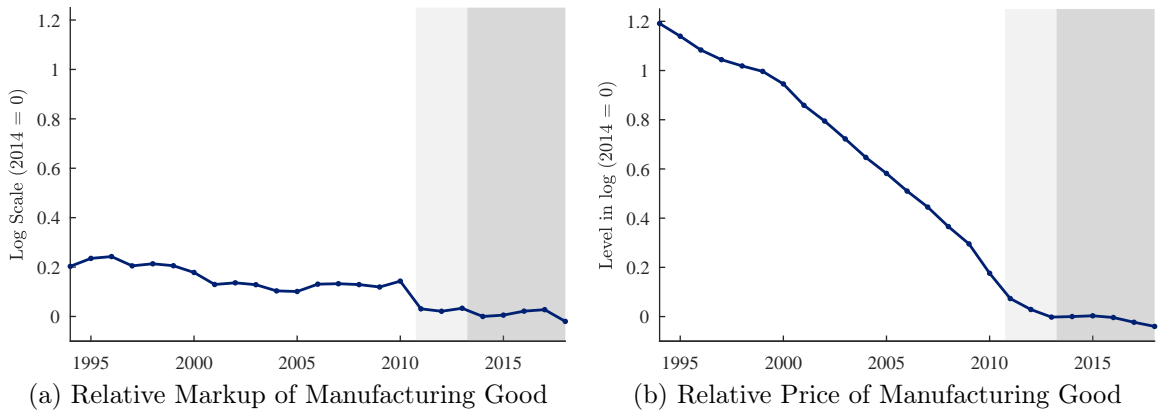 Log Scale (2014 = 0)
1.2
1
0.8
0.6
0.4
0.2
0
1995 2000 2005 2010 2015
(a) Relative Markup of Manufacturing Good
Level in log (2014 = 0)
1.2
1
0.8
0.6
0.4
0.2
0
1995 2000 2005 2010 2015
(b) Relative Price of Manufacturing Good